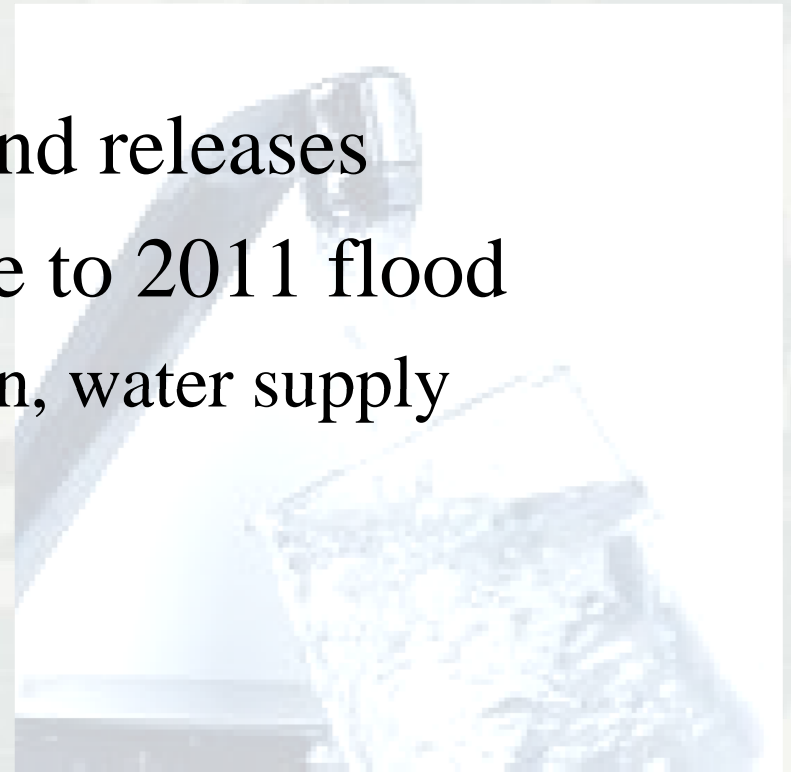 nd releases
e to 2011 flood
n, water supply